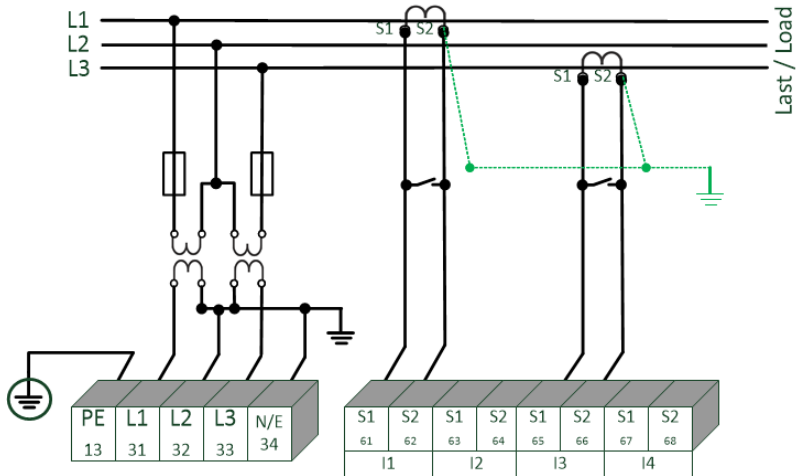 L1
L2
L3
S1 S2
S1 S2
Last / Load
PE L1 L2 L3 N/E
13 31 32 33 34
S1 S2 S1 S2 S1 S2 S1 S2
61 62 63 64 65 66 67 68
I1 I2 I3 I4